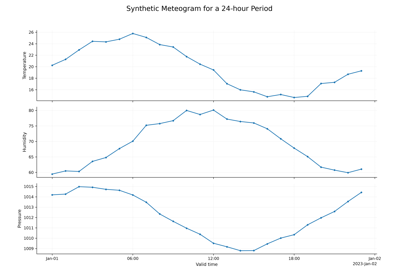 Synthetic Meteogram for a 24-hour Period
26
24
22
20
18
16
14
Temperature
80
75
70
65
60
Humidity
1015
1014
1013
1012
1011
1010
1009
Pressure
Jan-01 06:00 12:00 18:00 Jan-02
Valid time
2023-Jan-02